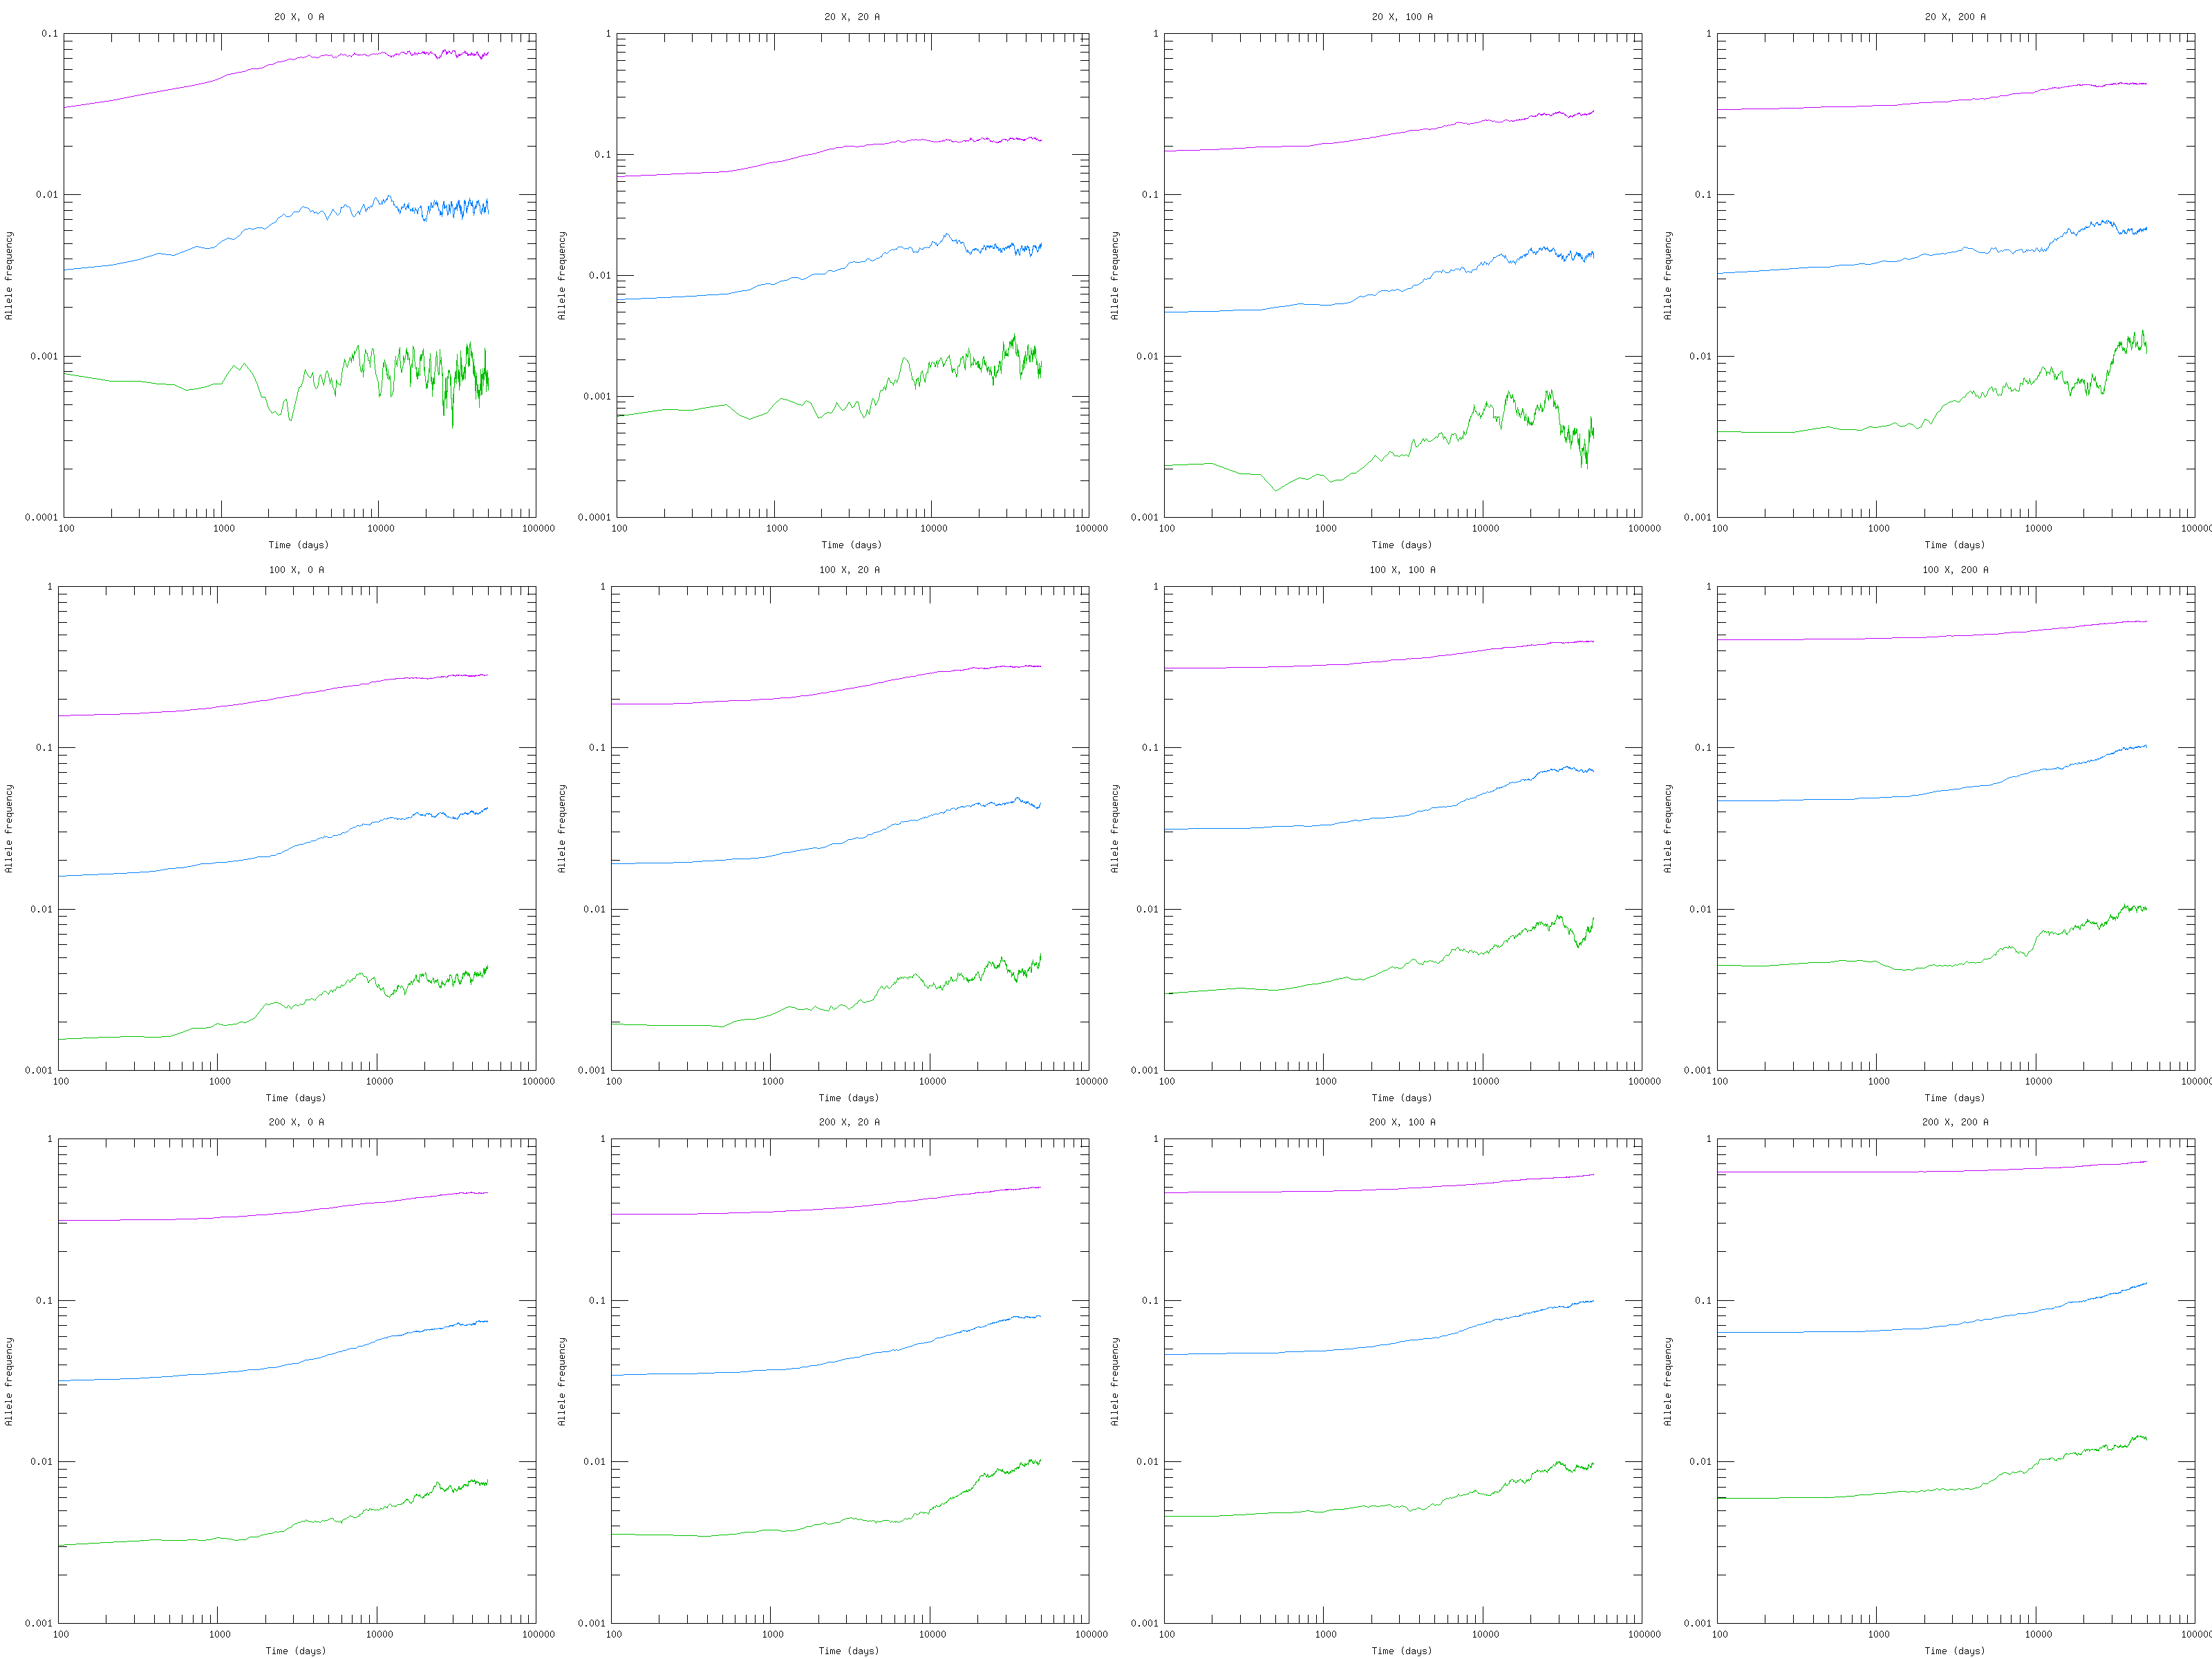 20 X, 0 A
0.1
0.01
0.001
0.0001
Allele frequency
100 1000 10000 100000
Time (days)
20 X, 20 A
1
0.1
0.01
0.001
0.0001
Allele frequency
100 1000 10000 100000
Time (days)
20 X, 100 A
1
0.1
0.01
0.001
Allele frequency
100 1000 10000 100000
Time (days)
20 X, 200 A
1
0.1
0.01
0.001
Allele frequency
100 1000 10000 100000
Time (days)
100 X, 0 A
1
0.1
0.01
0.001
Allele frequency
100 1000 10000 100000
Time (days)
100 X, 20 A
1
0.1
0.01
0.001
Allele frequency
100 1000 10000 100000
Time (days)
100 X, 100 A
1
0.1
0.01
0.001
Allele frequency
100 1000 10000 100000
Time (days)
100 X, 200 A
1
0.1
0.01
0.001
Allele frequency
100 1000 10000 100000
Time (days)
200 X, 0 A
1
0.1
0.01
0.001
Allele frequency
100 1000 10000 100000
Time (days)
200 X, 20 A
1
0.1
0.01
0.001
Allele frequency
100 1000 10000 100000
Time (days)
200 X, 100 A
1
0.1
0.01
0.001
Allele frequency
100 1000 10000 100000
Time (days)
200 X, 200 A
1
0.1
0.01
0.001
Allele frequency
100 1000 10000 100000
Time (days)